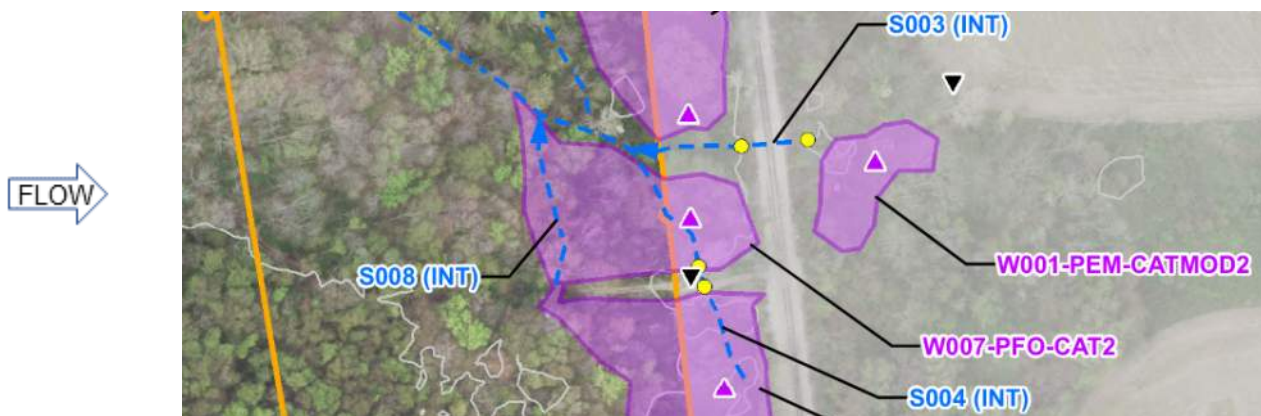 S003 (INT)
FLOW
W001-PEM-CATMOD2
S008 (INT)
W007-PFO-CAT2
S004 (INT)